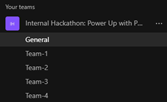 Your teams
Internal Hackathon: Power Up with P...
General
Team-1
Team-2
Team-3
Team-4